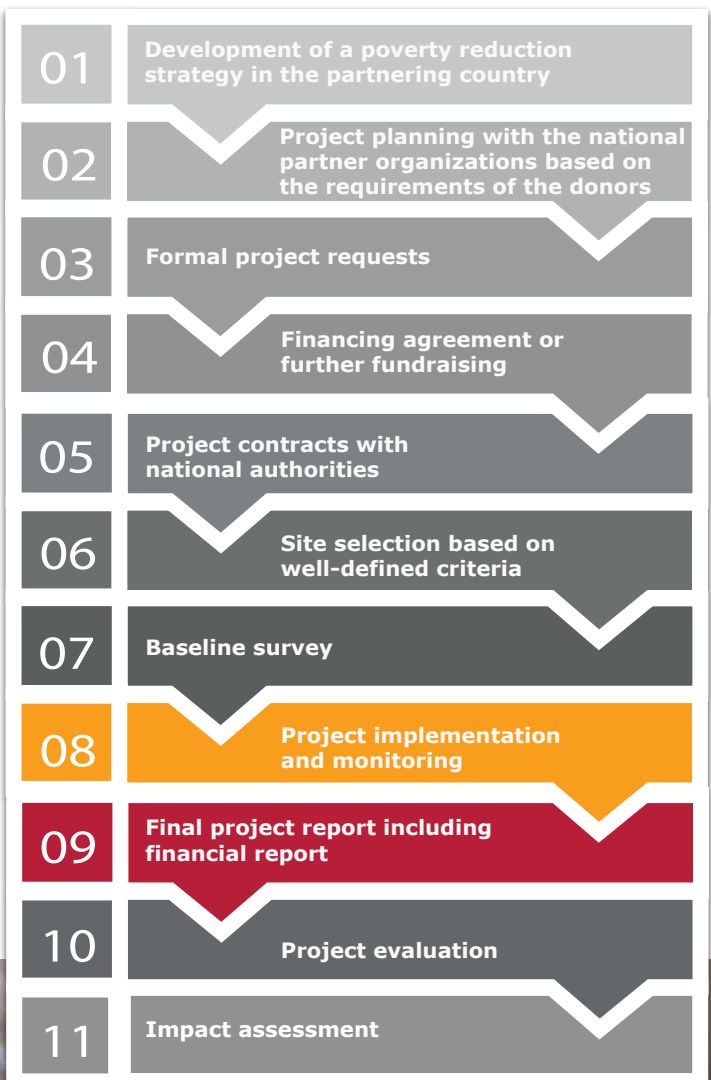 01
Development of a poverty reduction
strategy in the partnering country
02
Project planning with the national
partner organizations based on
the requirements of the donors
03
Formal project requests
04
Financing agreement or
further fundraising
05
Project contracts with
national authorities
06
Site selection based on
well-defined criteria
07
Baseline survey
08
Project implementation
and monitoring
09
Final project report including
financial report
10
Project evaluation
11
Impact assessment